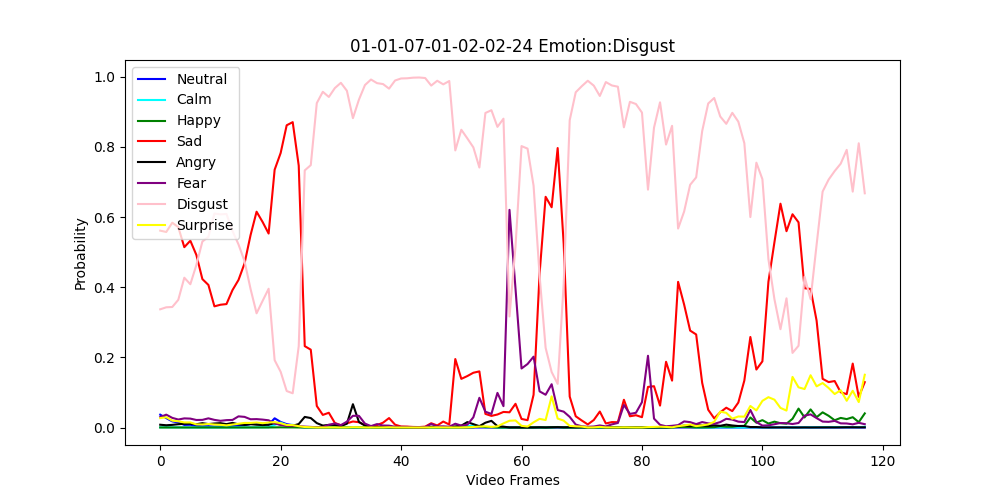 01-01-07-01-02-02-24 Emotion:Disgust
Neutral
Calm
Happy
Sad
Angry
Fear
Disgust
Surprise
Probability
1.0
0.8
0.6
0.4
0.2
0.0
0 20 40 60 80 100 120
Video Frames